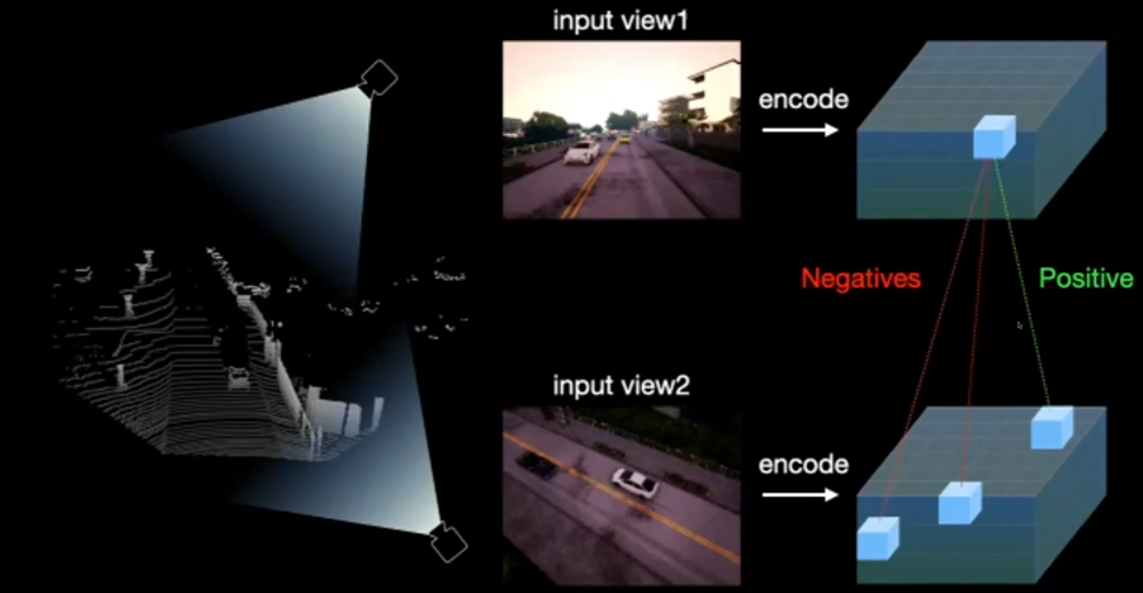 input view1
encode
Negatives
Positive
input view2
encode